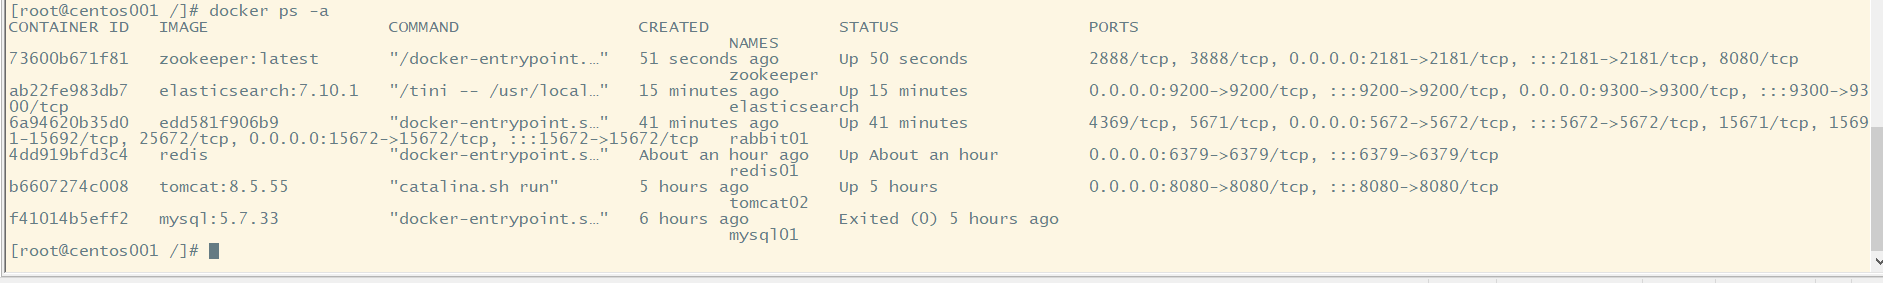 [root@centos001 /]# docker ps -a
CONTAINER ID   IMAGE                  COMMAND                  CREATED             STATUS                   PORTS
                                                                        NAMES
73600b671f81   zookeeper:latest       "/docker-entrypoint.…"   51 seconds ago      Up 50 seconds            2888/tcp, 3888/tcp, 0.0.0.0:2181->2181/tcp, :::2181->2181/tcp, 8080/tcp
                                                                        zookeeper
ab22fe983db7   elasticsearch:7.10.1   "/tini -- /usr/local…"   15 minutes ago      Up 15 minutes            0.0.0.0:9200->9200/tcp, :::9200->9200/tcp, 0.0.0.0:9300->9300/tcp, :::9300->93
00/tcp                                                                  elasticsearch
6a94620b35d0   edd581f906b9           "docker-entrypoint.s…"   41 minutes ago      Up 41 minutes            4369/tcp, 5671/tcp, 0.0.0.0:5672->5672/tcp, :::5672->5672/tcp, 15671/tcp, 1569
1-15692/tcp, 25672/tcp, 0.0.0.0:15672->15672/tcp, :::15672->15672/tcp   rabbit01
4dd919bfd3c4   redis                  "docker-entrypoint.s…"   About an hour ago   Up About an hour         0.0.0.0:6379->6379/tcp, :::6379->6379/tcp
                                                                        redis01
b6607274c008   tomcat:8.5.55          "catalina.sh run"        5 hours ago         Up 5 hours               0.0.0.0:8080->8080/tcp, :::8080->8080/tcp
                                                                        tomcat02
f41014b5eff2   mysql:5.7.33           "docker-entrypoint.s…"   6 hours ago         Exited (0) 5 hours ago
                                                                        mysql01
[root@centos001 /]#